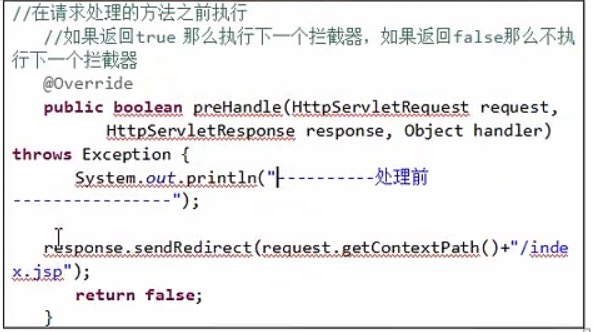 //在请求处理的方法之前执行
//如果返回true 那么执行下一个拦截器，如果返回false那么不执
行下一个拦截器
@Override
public boolean preHandle(HttpServletRequest request,
HttpServletResponse response, Object handler)
throws Exception {
System.out.println("----------处理前
----------------");
response.sendRedirect(request.getContextPath()+"/inde
x.jsp");
return false;
}